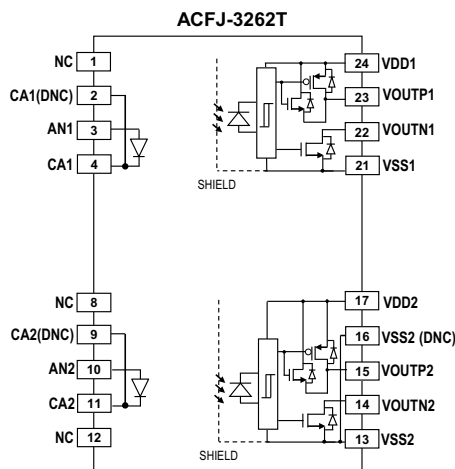 ACFJ-3262T
NC 1
CA1(DNC) 2
AN1 3
CA1 4
24 VDD1
23 VOUTP1
22 VOUTN1
21 VSS1
SHIELD
NC 8
CA2(DNC) 9
AN2 10
CA2 11
NC 12
17 VDD2
16 VSS2 (DNC)
15 VOUTP2
14 VOUTN2
13 VSS2
SHIELD